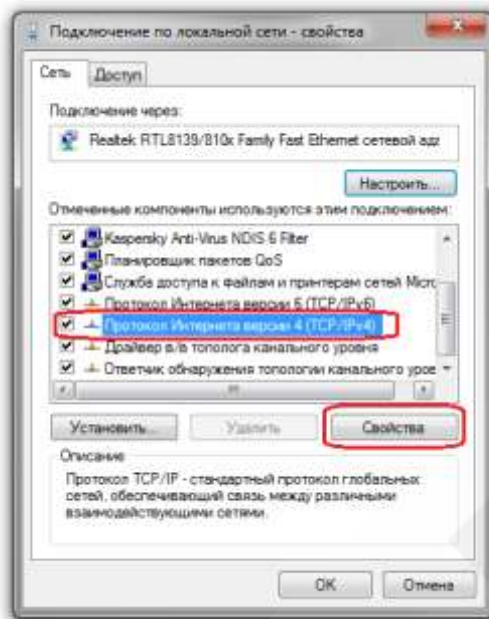 Подключение по локальной сети - свойства
Сеть
Доступ
Подключение через:
Realtek RTL8139/810x Family Fast Ethernet сетевой ада
Настроить...
Отмеченные компоненты используются этим подключением:
Kaspersky Anti-Virus NDIS 6 Filter
Планировщик пакетов QoS
Служба доступа к файлам и принтерам сетей Micro
Протокол Интернета версии 6 (TCP/IPv6)
Протокол Интернета версии 4 (TCP/IPv4)
Драйвер в/в тополога канального уровня
Ответчик обнаружения топологии канального уров
Установить...
Удалить
Свойства
Описание
Протокол TCP/IP - стандартный протокол глобальных
сетей, обеспечивающий связь между различными
взаимодействующими сетями.
OK
Отмена